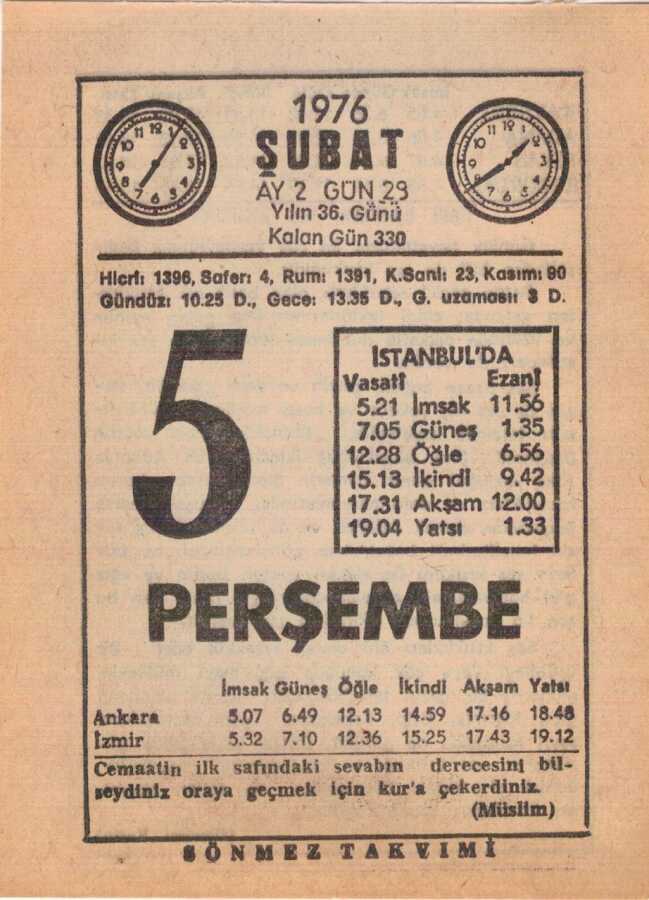 1976
ŞUBAT
AY 2 GÜN 29
Yılın 36. Günü
Kalan Gün 330
Hicri: 1396, Safer: 4, Rumi: 1391, K.Sani: 23, Kasım: 90
Gündüz: 10.25 D., Gece: 13.35 D., G. uzaması: 3 D.
5
İSTANBUL'DA
Vasatî Ezanî
5.21 İmsak 11.56
7.05 Güneş 1.35
12.28 Öğle 6.56
15.13 İkindi 9.42
17.31 Akşam 12.00
19.04 Yatsı 1.33
PERŞEMBE
İmsak Güneş Öğle İkindi Akşam Yatsı
Ankara 5.07 6.49 12.13 14.59 17.16 18.48
İzmir 5.32 7.10 12.36 15.25 17.43 19.12
Cemaatin ilk safındaki sevabın derecesini bil-
seydiniz oraya geçmek için kur'a çekerdiniz.
(Müslim)
SÖNMEZ TAKVİMİ